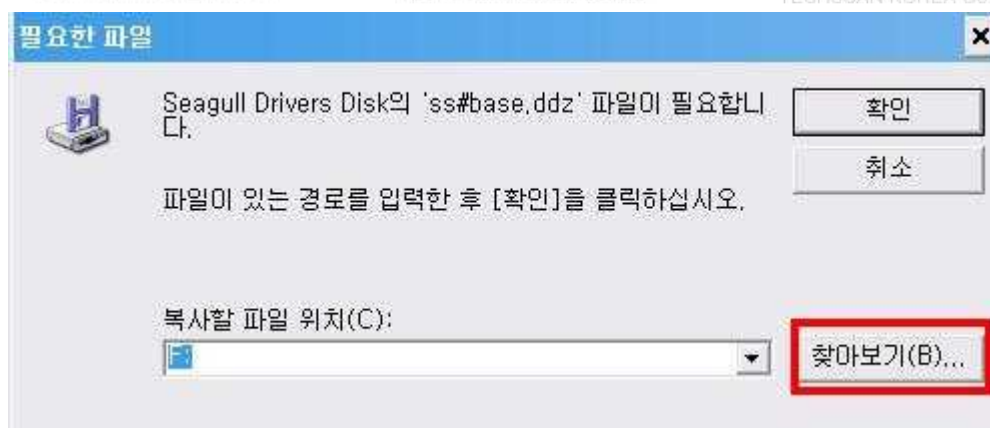 필요한 파일
Seagull Drivers Disk의 'ss#base.ddz' 파일이 필요합니
다.
확인
취소
파일이 있는 경로를 입력한 후 [확인]을 클릭하십시오.
복사할 파일 위치(C):
F:\
찾아보기(B)...